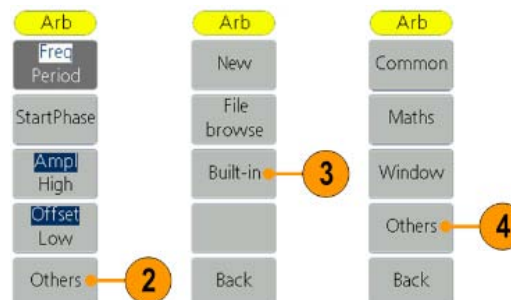 Arb
Freq
Period
StartPhase
Ampl
High
Offset
Low
Others
2
Arb
New
File
browse
Built-in
3
Back
Arb
Common
Maths
Window
Others
4
Back